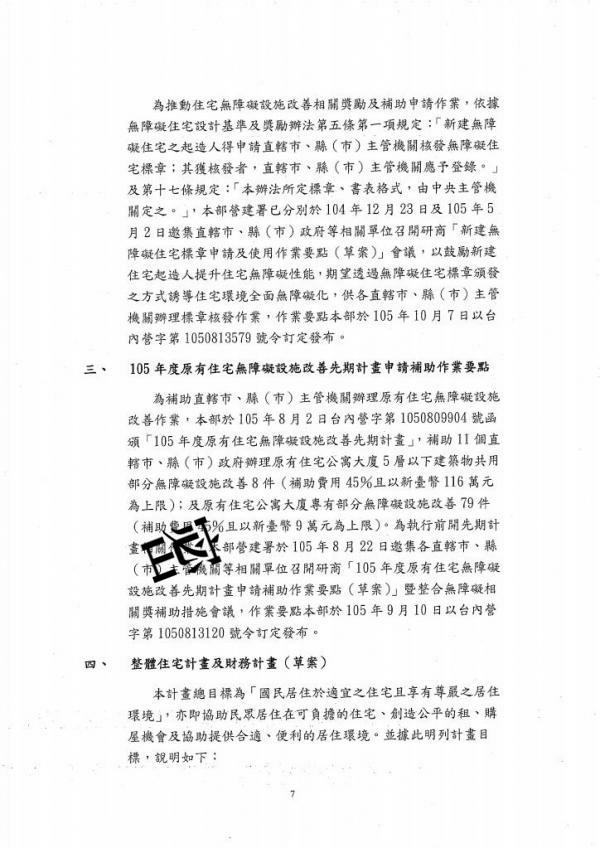 為推動住宅無障礙設施改善相關獎勵及補助申請作業，依據
無障礙住宅設計基準及獎勵辦法第五條第一項規定：「新建無障
礙住宅之起造人得申請直轄市、縣（市）主管機關核發無障礙住
宅標章；其獲核發者，直轄市、縣（市）主管機關應予登錄。」
及第十七條規定：「本辦法所定標章、書表格式，由中央主管機
關定之。」，本部營建署已分別於 104 年 12 月 23 日及 105 年 5
月 2 日邀集直轄市、縣（市）政府等相關單位召開研商「新建無
障礙住宅標章申請及使用作業要點（草案）」會議，以鼓勵新建
住宅起造人提升住宅無障礙性能，期望透過無障礙住宅標章頒發
之方式誘導住宅環境全面無障礙化，供各直轄市、縣（市）主管
機關辦理標章核發作業，作業要點本部於 105 年 10 月 7 日以台
內營字第 1050813579 號令訂定發布。
三、 105 年度原有住宅無障礙設施改善先期計畫申請補助作業要點
為補助直轄市、縣（市）主管機關辦理原有住宅無障礙設施
改善作業，本部於 105 年 8 月 2 日台內營字第 1050809904 號函
頒「105 年度原有住宅無障礙設施改善先期計畫」，補助 11 個直
轄市、縣（市）政府辦理原有住宅公寓大廈 5 層以下建築物共用
部分無障礙設施改善 8 件（補助費用 45%且以新臺幣 116 萬元
為上限）；及原有住宅公寓大廈專有部分無障礙設施改善 79 件
（補助費用 45%且以新臺幣 9 萬元為上限）。為執行前開先期計
畫相關作業，本部營建署於 105 年 8 月 22 日邀集各直轄市、縣
（市）主管機關等相關單位召開研商「105 年度原有住宅無障礙
設施改善先期計畫申請補助作業要點（草案）」暨整合無障礙相
關獎補助措施會議，作業要點本部於 105 年 9 月 10 日以台內營
字第 1050813120 號令訂定發布。
四、 整體住宅計畫及財務計畫（草案）
本計畫總目標為「國民居住於適宜之住宅且享有尊嚴之居住
環境」，亦即協助民眾居住在可負擔的住宅、創造公平的租、購
屋機會及協助提供合適、便利的居住環境。並據此明列計畫目
標，說明如下：
7